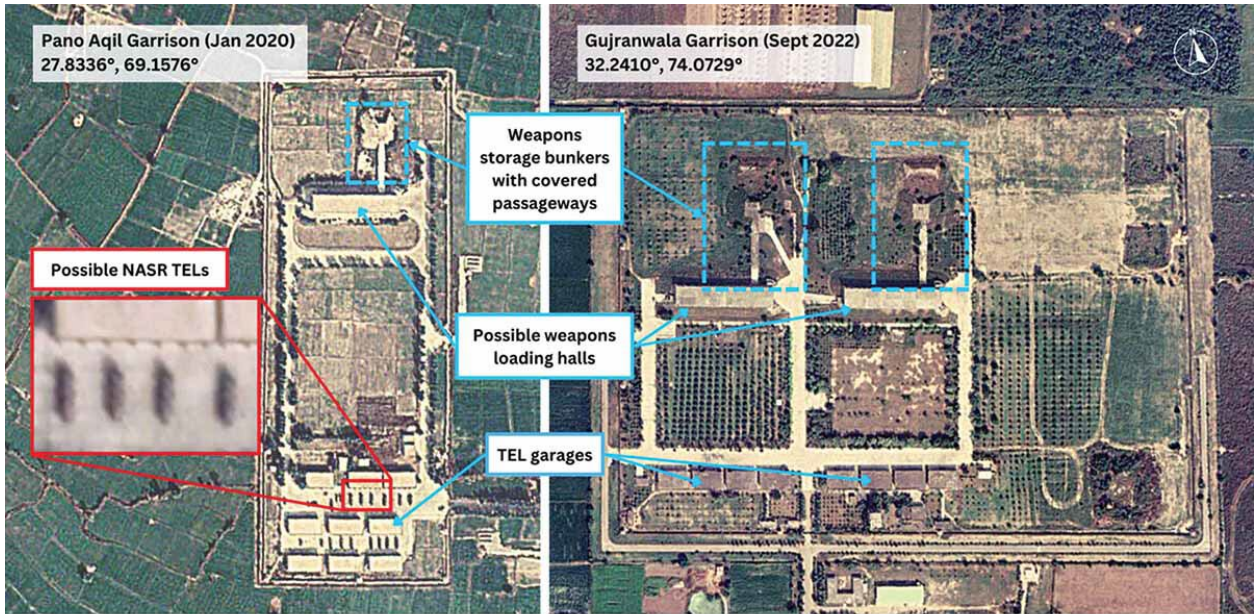 Pano Aqil Garrison (Jan 2020)
27.8336°, 69.1576°
Gujranwala Garrison (Sept 2022)
32.2410°, 74.0729°
N
Weapons
storage bunkers
with covered
passageways
Possible NASR TELs
Possible weapons
loading halls
TEL garages